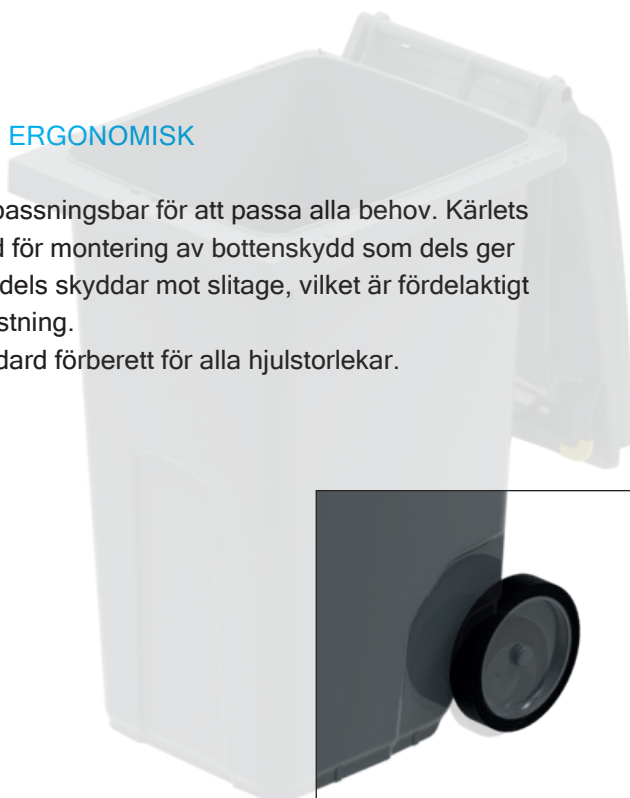 ERGONOMISK
passningsbar för att passa alla behov. Kärlets
d för montering av bottenskydd som dels ger
dels skyddar mot slitage, vilket är fördelaktigt
stning.
dard förberett för alla hjulstorlekar.